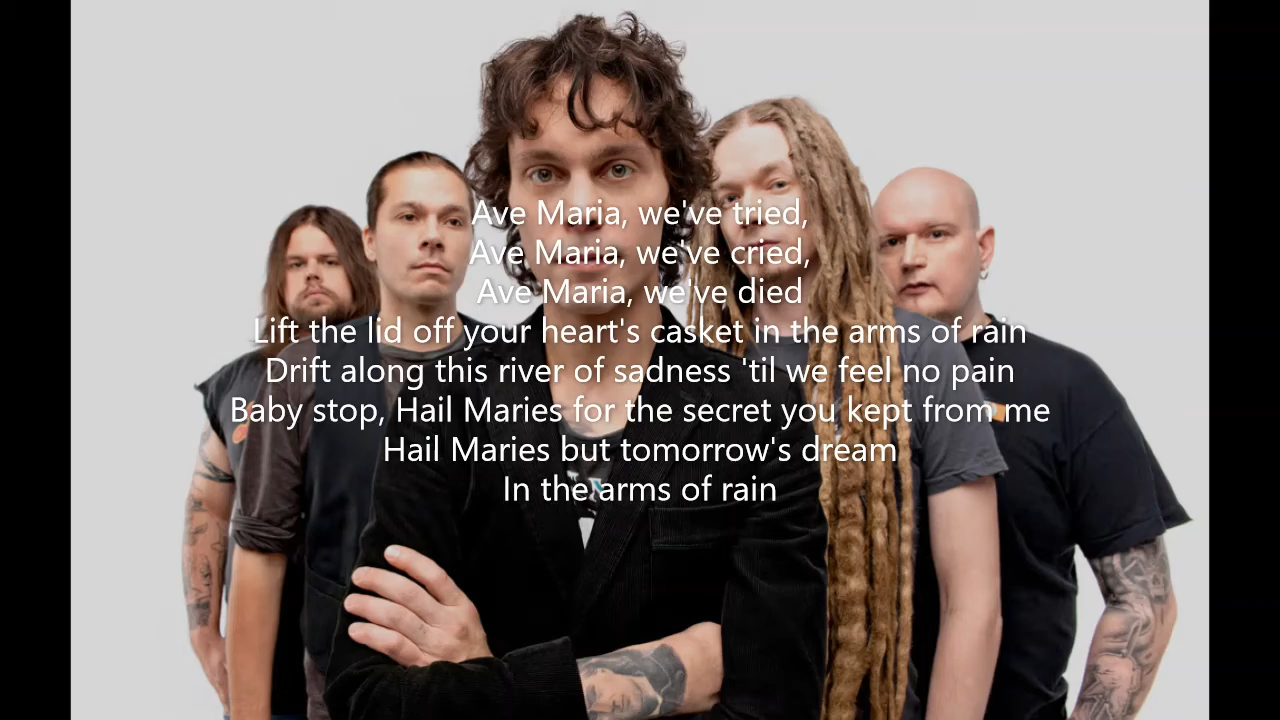 Ave Maria, we've tried,
Ave Maria, we've cried,
Ave Maria, we've died
Lift the lid off your heart's casket in the arms of rain
Drift along this river of sadness 'til we feel no pain
Baby stop, Hail Maries for the secret you kept from me
Hail Maries but tomorrow's dream
In the arms of rain